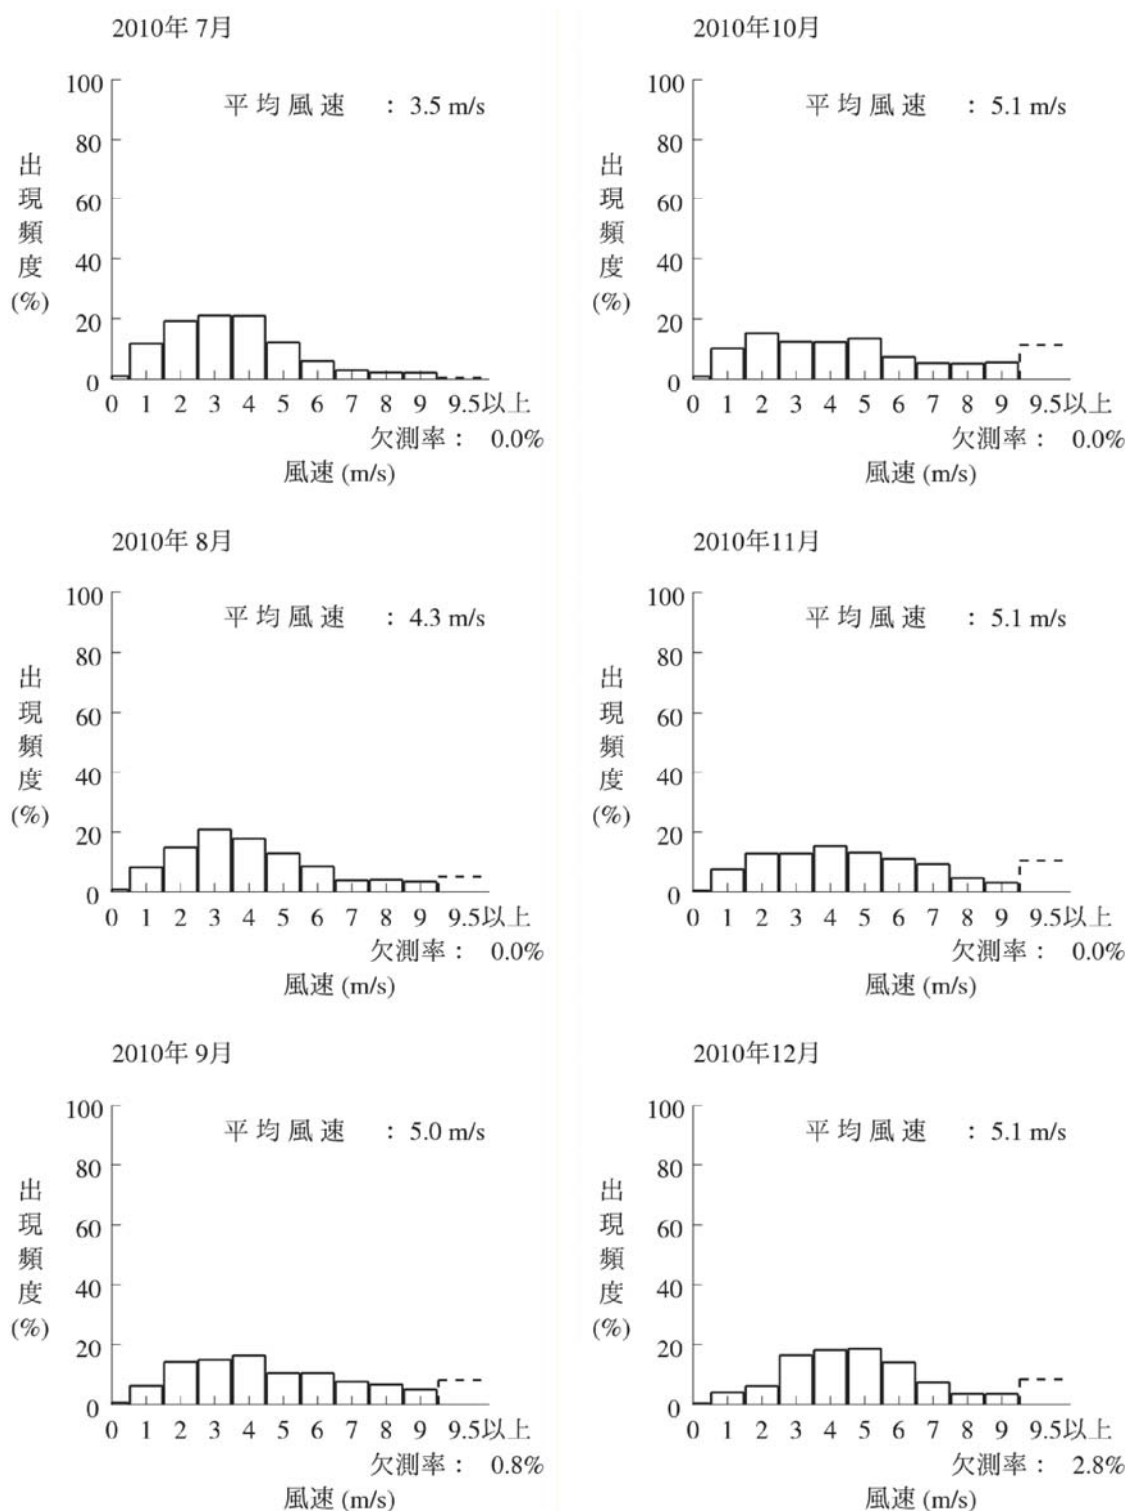 2010年 7月
平 均 風 速 : 3.5 m/s
出現頻度(%)
100
80
60
40
20
0
0 1 2 3 4 5 6 7 8 9 9.5以上
欠測率: 0.0%
風速 (m/s)
2010年10月
平 均 風 速 : 5.1 m/s
出現頻度(%)
100
80
60
40
20
0
0 1 2 3 4 5 6 7 8 9 9.5以上
欠測率: 0.0%
風速 (m/s)
2010年 8月
平 均 風 速 : 4.3 m/s
出現頻度(%)
100
80
60
40
20
0
0 1 2 3 4 5 6 7 8 9 9.5以上
欠測率: 0.0%
風速 (m/s)
2010年11月
平 均 風 速 : 5.1 m/s
出現頻度(%)
100
80
60
40
20
0
0 1 2 3 4 5 6 7 8 9 9.5以上
欠測率: 0.0%
風速 (m/s)
2010年 9月
平 均 風 速 : 5.0 m/s
出現頻度(%)
100
80
60
40
20
0
0 1 2 3 4 5 6 7 8 9 9.5以上
欠測率: 0.8%
風速 (m/s)
2010年12月
平 均 風 速 : 5.1 m/s
出現頻度(%)
100
80
60
40
20
0
0 1 2 3 4 5 6 7 8 9 9.5以上
欠測率: 2.8%
風速 (m/s)